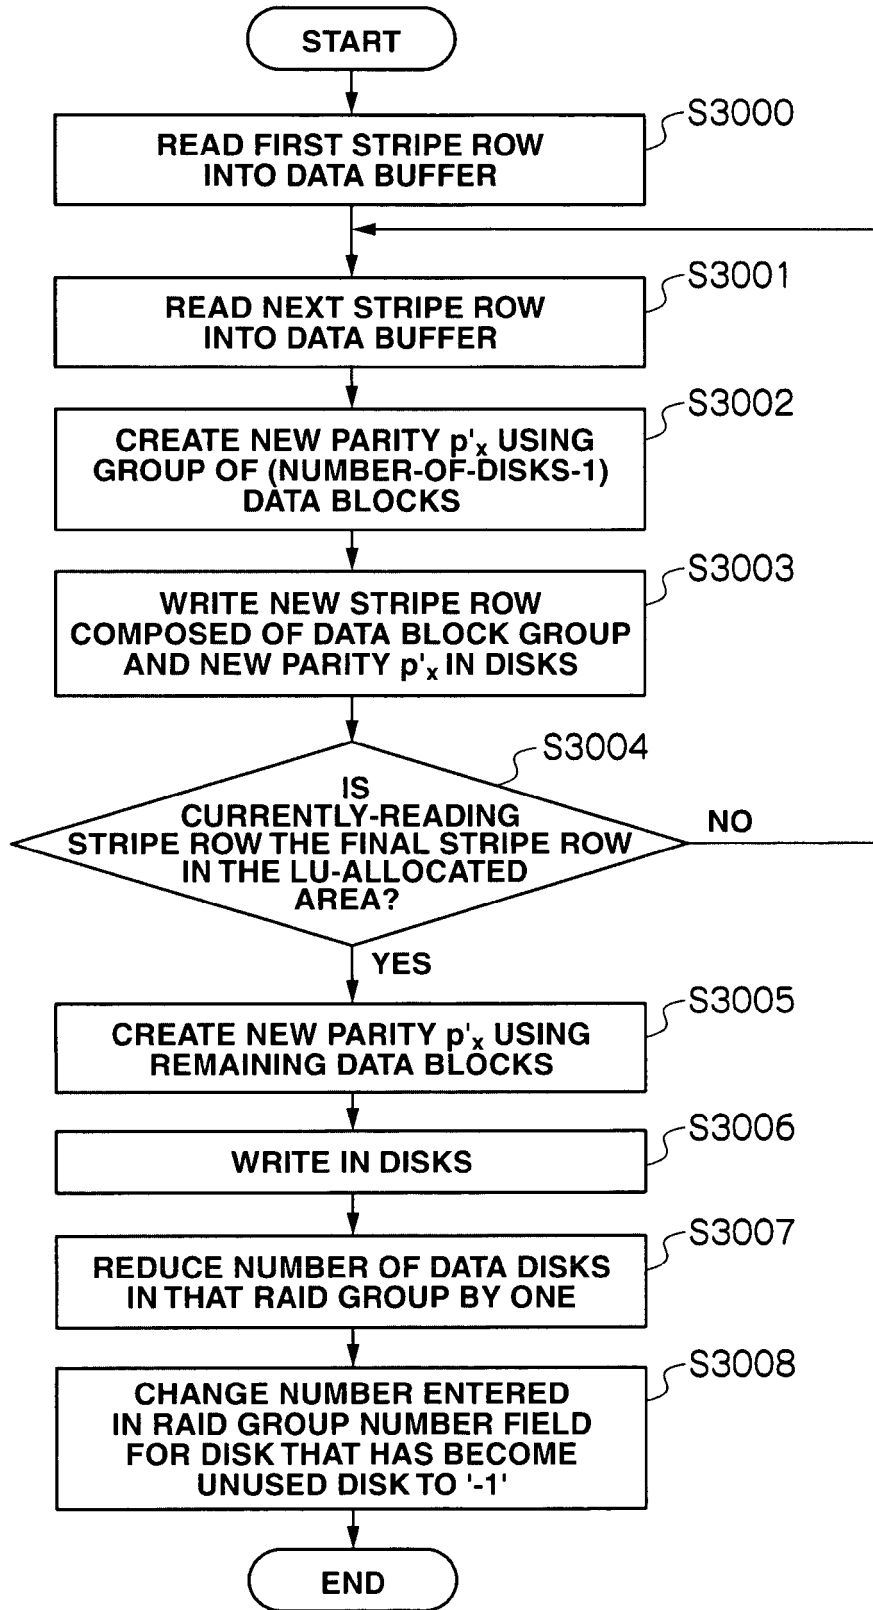 START
S3000
READ FIRST STRIPE ROW
INTO DATA BUFFER
S3001
READ NEXT STRIPE ROW
INTO DATA BUFFER
S3002
CREATE NEW PARITY p'x USING
GROUP OF (NUMBER-OF-DISKS-1)
DATA BLOCKS
S3003
WRITE NEW STRIPE ROW
COMPOSED OF DATA BLOCK GROUP
AND NEW PARITY p'x IN DISKS
S3004
IS
CURRENTLY-READING
STRIPE ROW THE FINAL STRIPE ROW
IN THE LU-ALLOCATED
AREA?
NO
YES
S3005
CREATE NEW PARITY p'x USING
REMAINING DATA BLOCKS
S3006
WRITE IN DISKS
S3007
REDUCE NUMBER OF DATA DISKS
IN THAT RAID GROUP BY ONE
S3008
CHANGE NUMBER ENTERED
IN RAID GROUP NUMBER FIELD
FOR DISK THAT HAS BECOME
UNUSED DISK TO '-1'
END